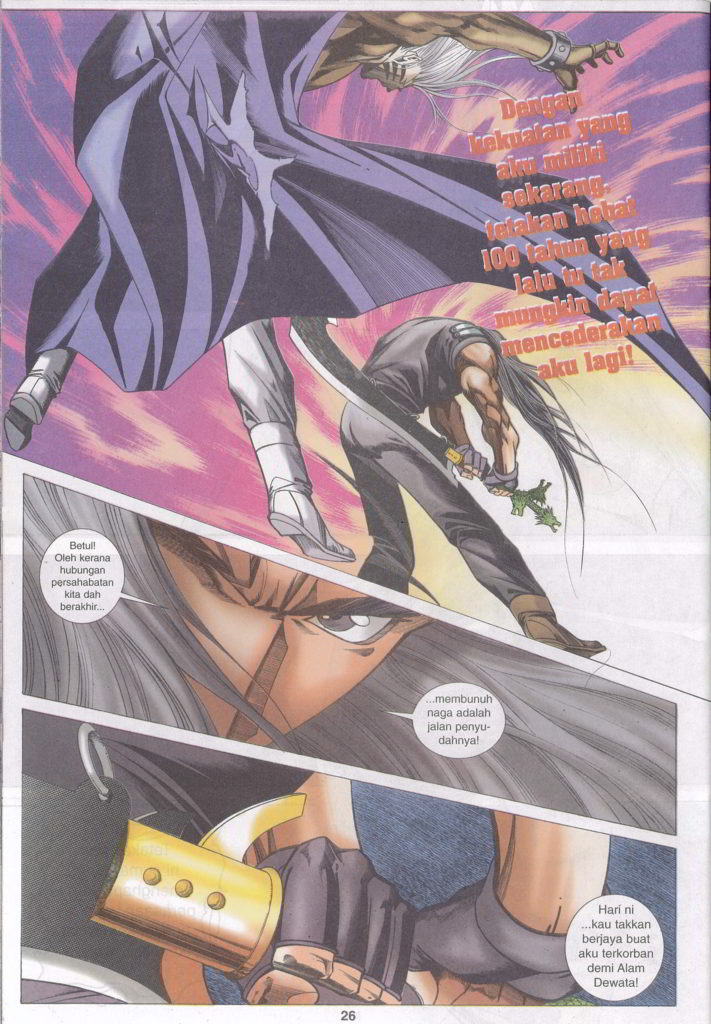 Dengan
kekuatan yang
aku miliki
sekarang,
tetakan hebat
100 tahun yang
lalu tu tak
mungkin dapat
mencederakan
aku lagi!
Betul!
Oleh kerana
hubungan
persahabatan
kita dah
berakhir...
...membunuh
naga adalah
jalan penyu-
dahnya!
Hari ni
...kau takkan
berjaya buat
aku terkorban
demi Alam
Dewata!
26